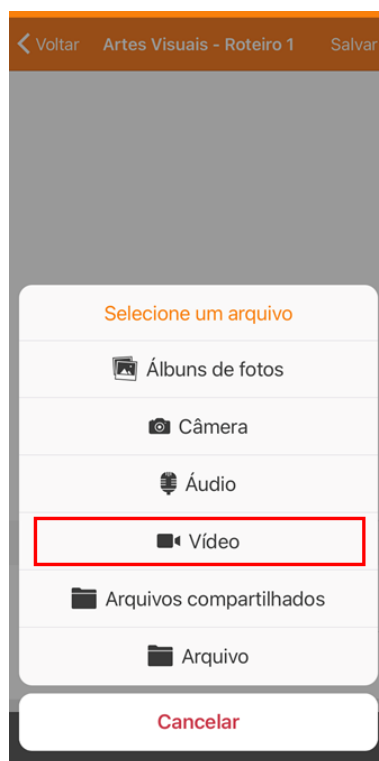 Voltar Artes Visuais - Roteiro 1 Salvar
Selecione um arquivo
Álbuns de fotos
Câmera
Áudio
Vídeo
Arquivos compartilhados
Arquivo
Cancelar